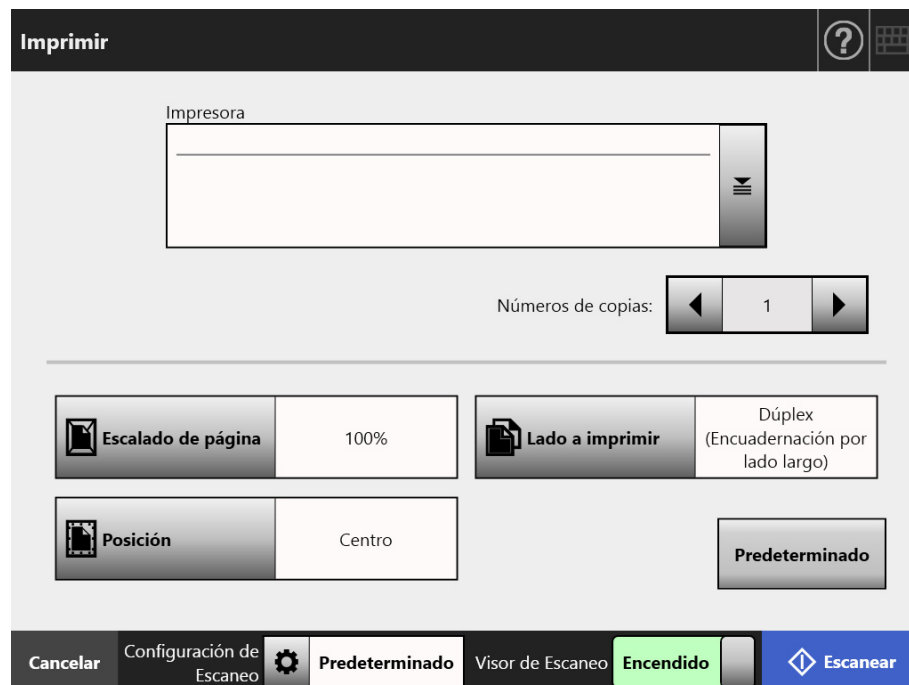 Imprimir
Impresora
Números de copias:
1
Escalado de página
100%
Lado a imprimir
Dúplex
(Encuadernación por
lado largo)
Posición
Centro
Predeterminado
Cancelar
Configuración de
Escaneo
Predeterminado
Visor de Escaneo
Encendido
Escanear